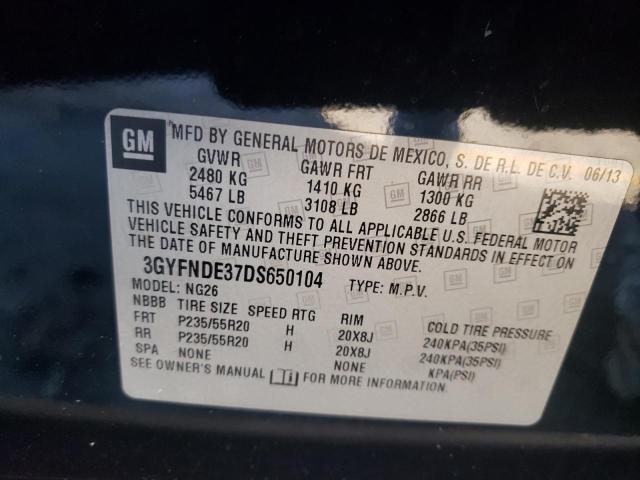 GM MFD BY GENERAL MOTORS DE MEXICO, S. DE R.L. DE C.V. 06/13
GVWR GAWR FRT GAWR RR
2480 KG 1410 KG 1300 KG
5467 LB 3108 LB 2866 LB
THIS VEHICLE CONFORMS TO ALL APPLICABLE U.S. FEDERAL MOTOR
VEHICLE SAFETY AND THEFT PREVENTION STANDARDS IN EFFECT ON
THE DATE OF MANUFACTURE SHOWN ABOVE.
3GYFNDE37DS650104 TYPE: M.P.V.
MODEL: NG26
NBBB TIRE SIZE SPEED RTG RIM COLD TIRE PRESSURE
FRT P235/55R20 H 20X8J 240KPA(35PSI)
RR P235/55R20 H 20X8J 240KPA(35PSI)
SPA NONE NONE KPA(PSI)
SEE OWNER'S MANUAL FOR MORE INFORMATION.